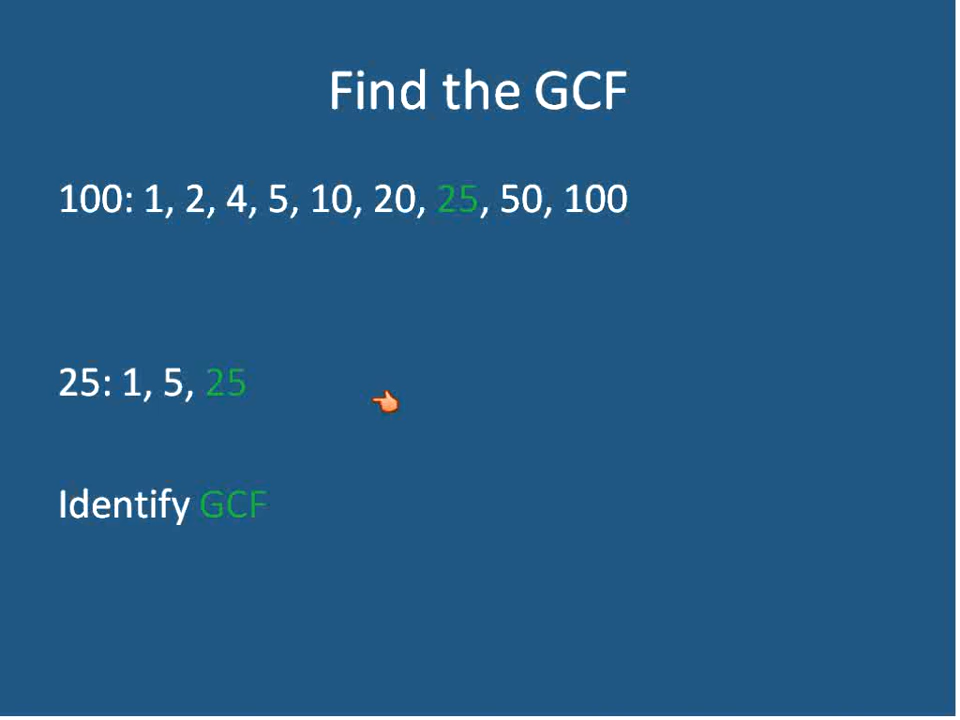 Find the GCF
100: 1, 2, 4, 5, 10, 20, 25, 50, 100
25: 1, 5, 25
Identify GCF